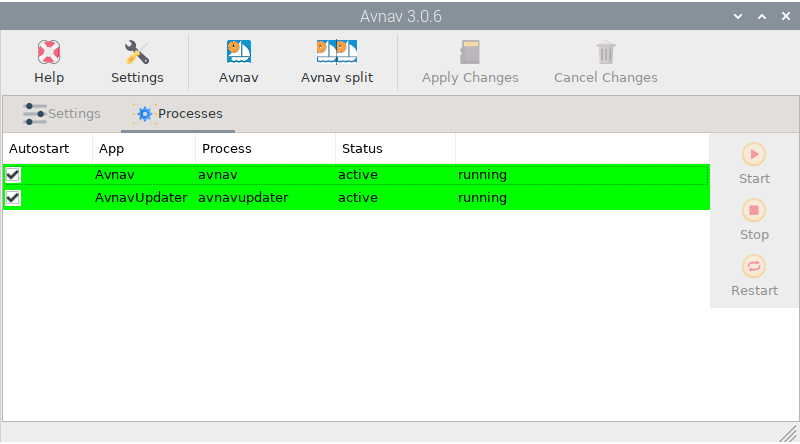 Avnav 3.0.6
Help Settings Avnav Avnav split Apply Changes Cancel Changes
Settings Processes
Autostart App Process Status
Avnav avnav active running
AvnavUpdater avnavupdater active running
Start
Stop
Restart